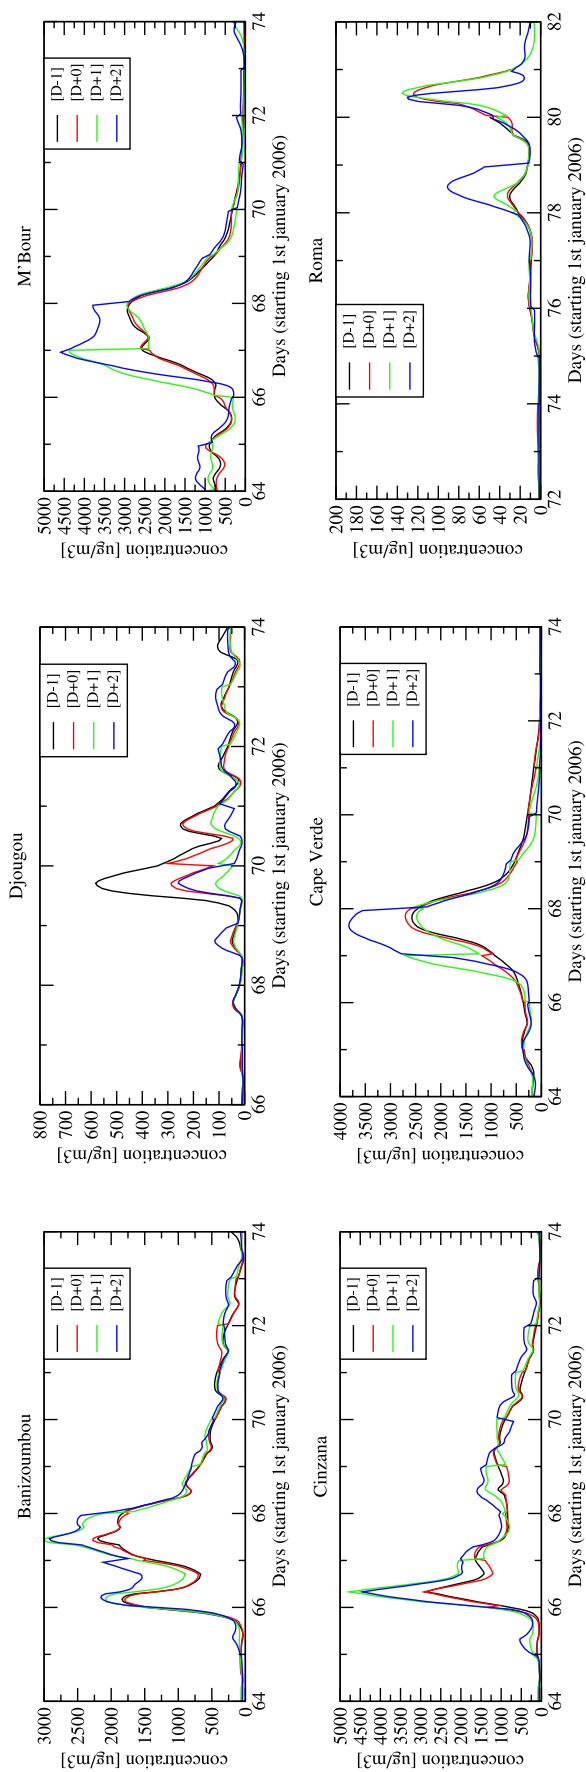 Banizoumbou
concentration [ug/m3]
3000
2500
2000
1500
1000
500
0
[D-1]
[D+0]
[D+1]
[D+2]
64 66 68 70 72 74
Days (starting 1st january 2006)
Djougou
concentration [ug/m3]
800
700
600
500
400
300
200
100
0
[D-1]
[D+0]
[D+1]
[D+2]
66 68 70 72 74
Days (starting 1st january 2006)
M'Bour
concentration [ug/m3]
5000
4500
4000
3500
3000
2500
2000
1500
1000
500
0
[D-1]
[D+0]
[D+1]
[D+2]
64 66 68 70 72 74
Days (starting 1st january 2006)
Cinzana
concentration [ug/m3]
5000
4500
4000
3500
3000
2500
2000
1500
1000
500
0
[D-1]
[D+0]
[D+1]
[D+2]
64 66 68 70 72 74
Days (starting 1st january 2006)
Cape Verde
concentration [ug/m3]
4000
3500
3000
2500
2000
1500
1000
500
0
[D-1]
[D+0]
[D+1]
[D+2]
64 66 68 70 72 74
Days (starting 1st january 2006)
Roma
concentration [ug/m3]
200
180
160
140
120
100
80
60
40
20
0
[D-1]
[D+0]
[D+1]
[D+2]
72 74 76 78 80 82
Days (starting 1st january 2006)